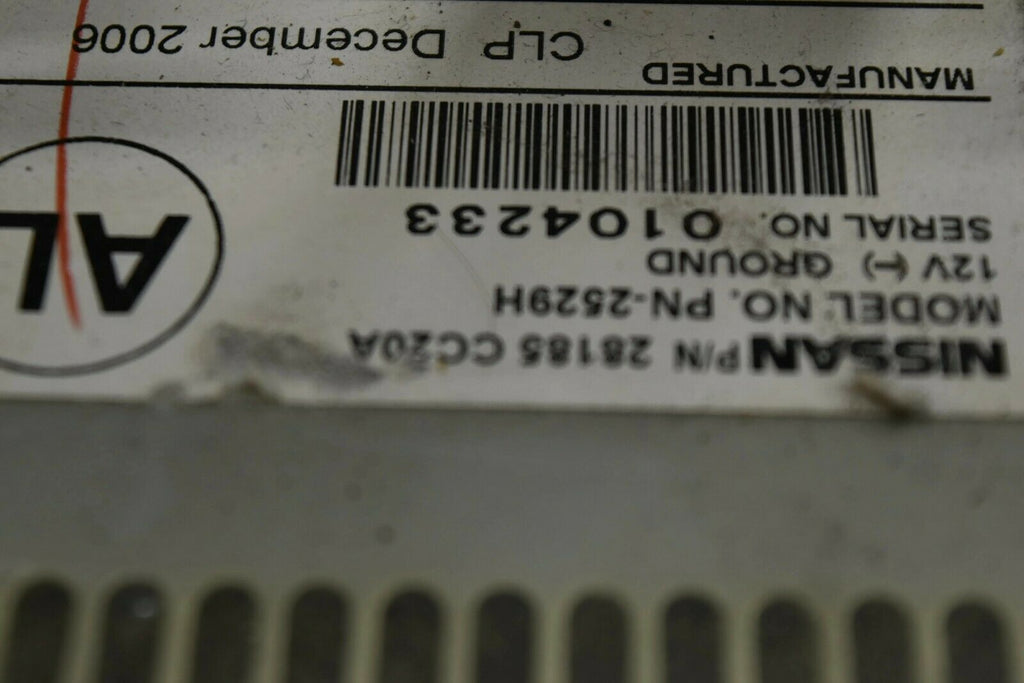 NISSAN P/N 28185 CC20A
MODEL NO. PN-2529H
12V (-) GROUND
SERIAL NO. 0104233
AL
MANUFACTURED
CLP December 2006